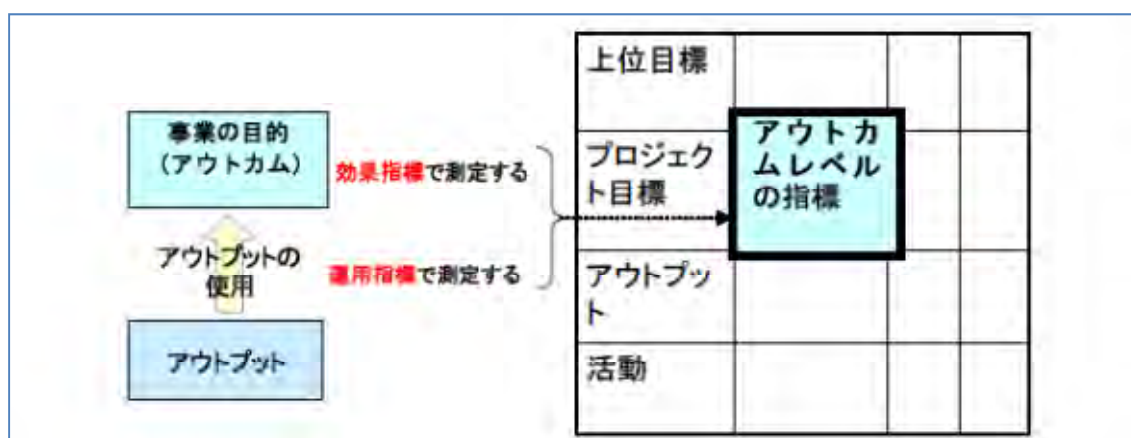 事業の目的
（アウトカム）
効果指標で測定する
アウトプットの
使用
運用指標で測定する
アウトプット
上位目標
プロジェク
ト目標
アウトカ
ムレベル
の指標
アウトプッ
ト
活動